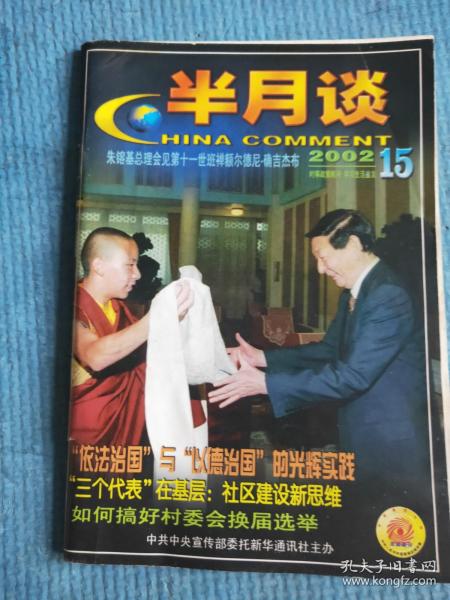 半月谈
CHINA COMMENT
朱镕基总理会见第十一世班禅额尔德尼·确吉杰布
2002
15
"依法治国"与"以德治国"的光辉实践
"三个代表"在基层：社区建设新思维
如何搞好村委会换届选举
中共中央宣传部委托新华通讯社主办
孔夫子旧书网